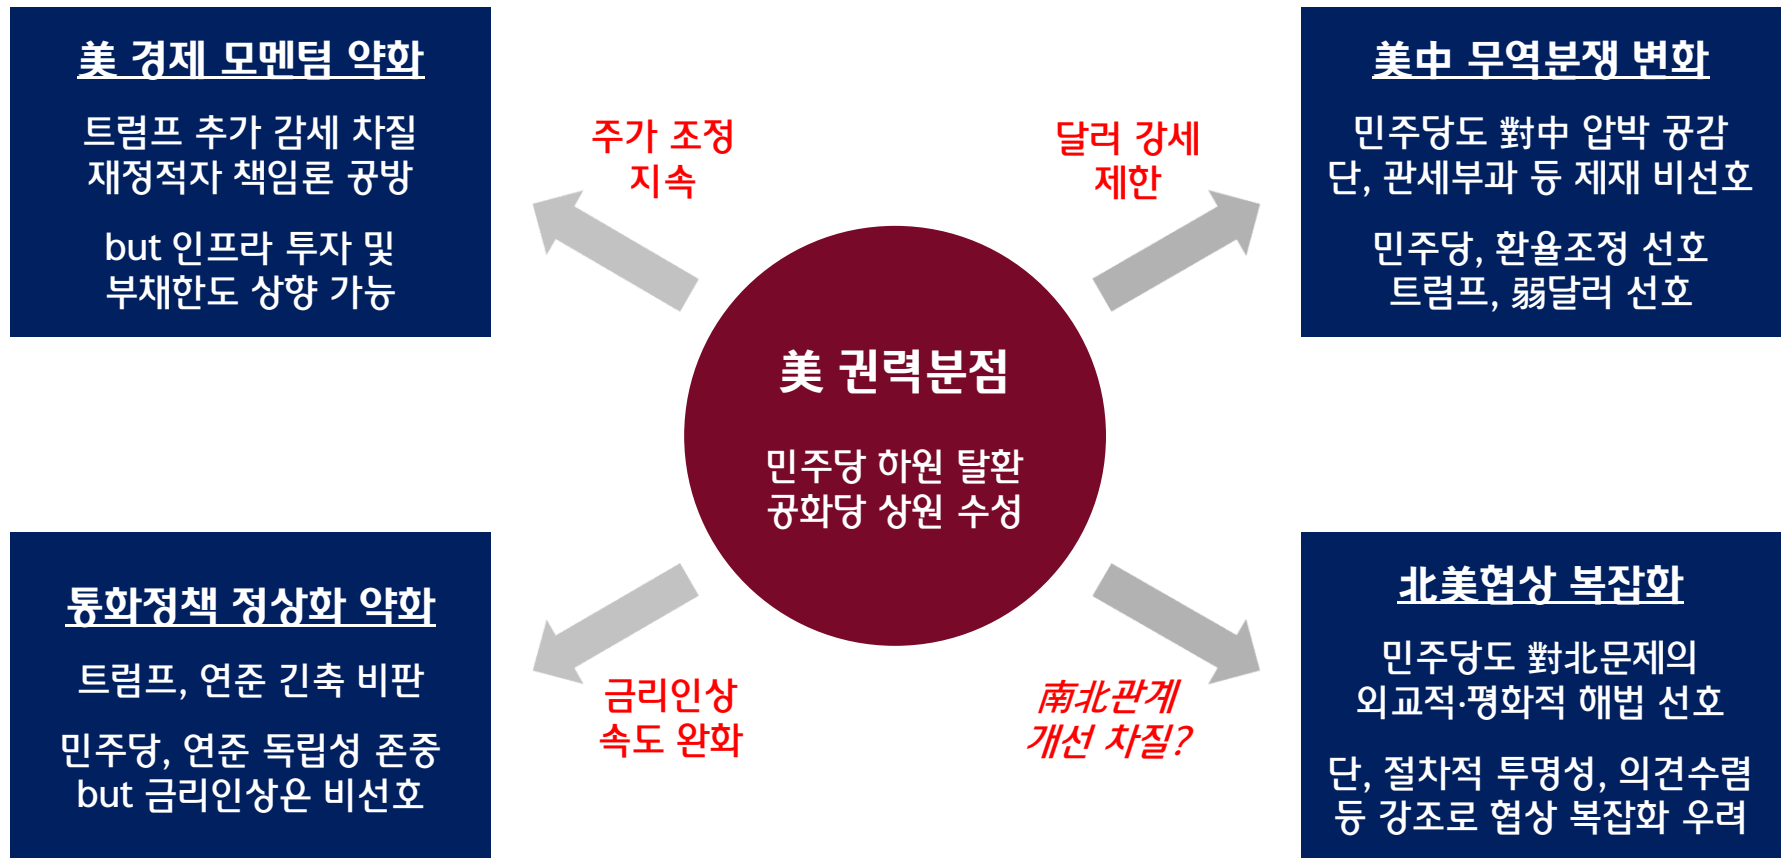 美 경제 모멘텀 약화
트럼프 추가 감세 차질
재정적자 책임론 공방
but 인프라 투자 및
부채한도 상향 가능
주가 조정
지속
달러 강세
제한
美中 무역분쟁 변화
민주당도 對中 압박 공감
단, 관세부과 등 제재 비선호
민주당, 환율조정 선호
트럼프, 弱달러 선호
美 권력분점
민주당 하원 탈환
공화당 상원 수성
통화정책 정상화 약화
트럼프, 연준 긴축 비판
민주당, 연준 독립성 존중
but 금리인상은 비선호
금리인상
속도 완화
南北관계
개선 차질?
北美협상 복잡화
민주당도 對北문제의
외교적·평화적 해법 선호
단, 절차적 투명성, 의견수렴
등 강조로 협상 복잡화 우려